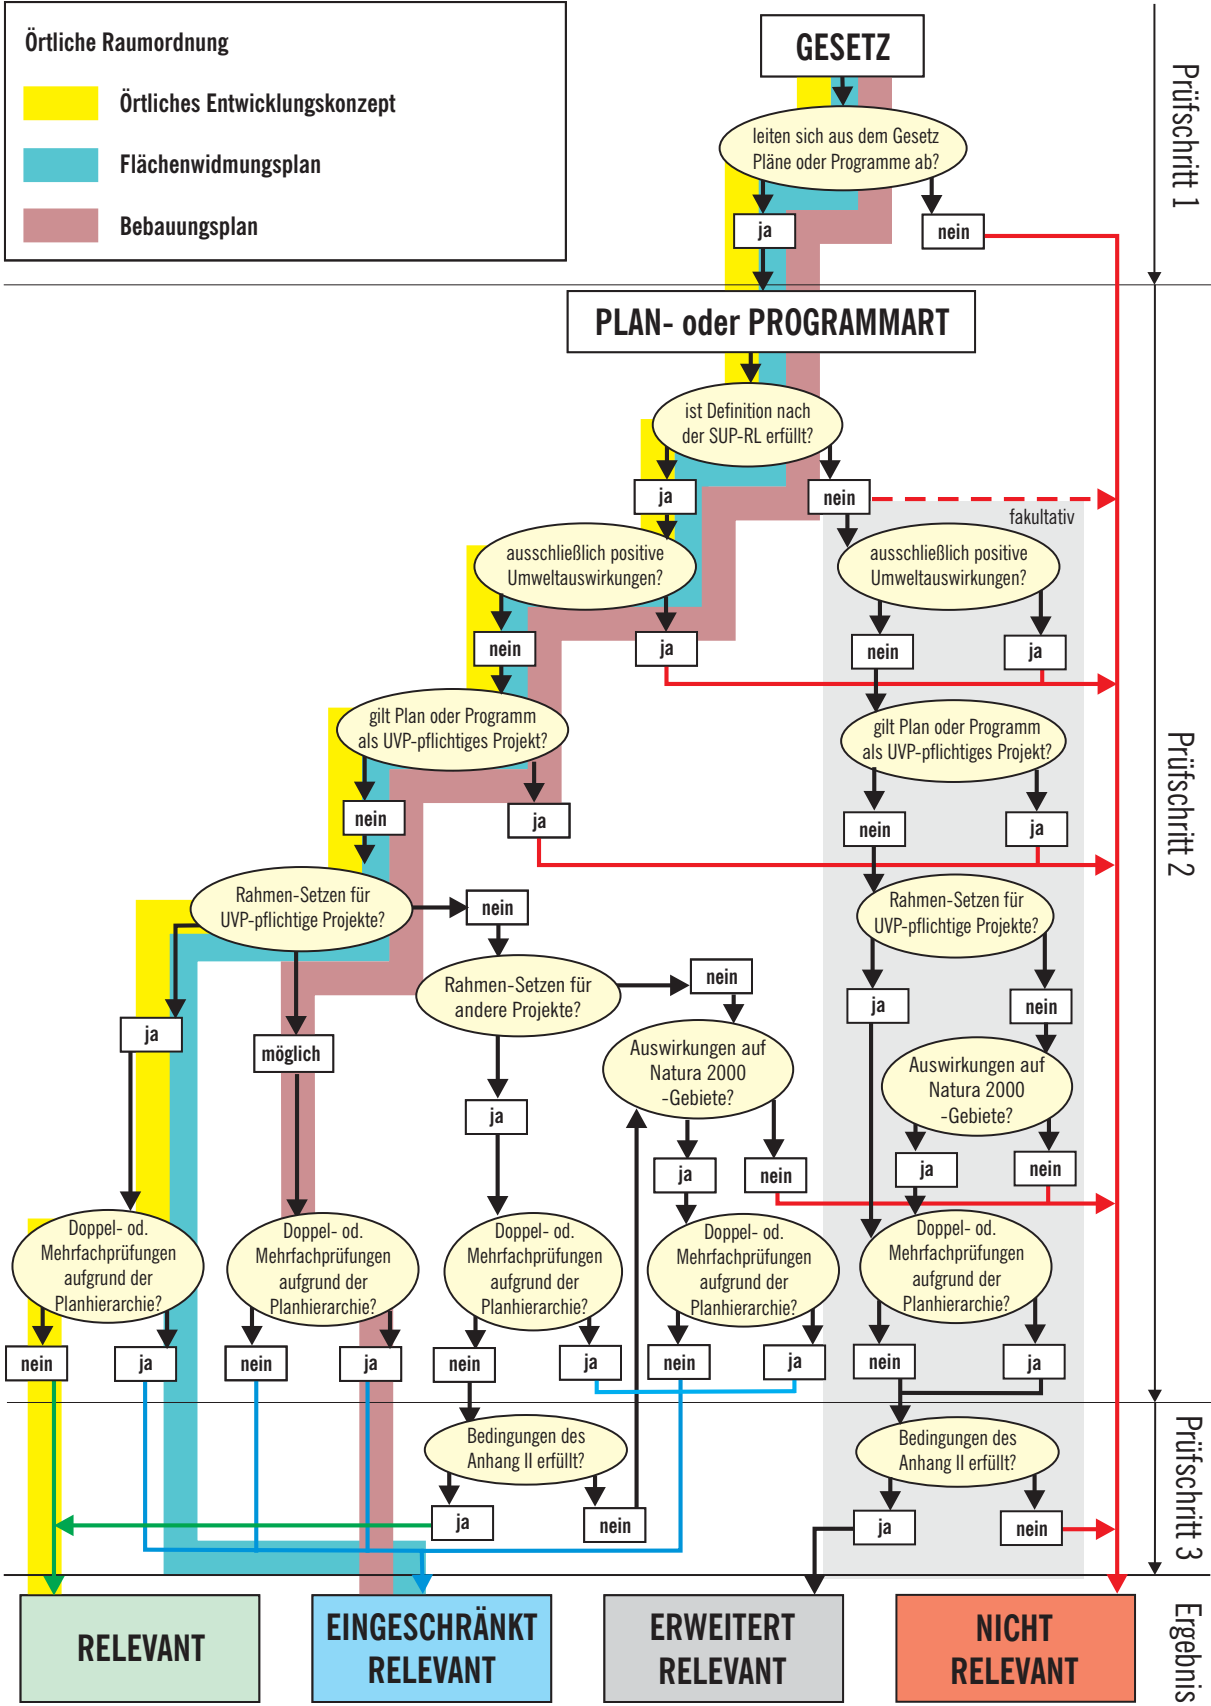 Örtliche Raumordnung
Örtliches Entwicklungskonzept
Flächenwidmungsplan
Bebauungsplan
GESETZ
Prüfschritt 1
leiten sich aus dem Gesetz
Pläne oder Programme ab?
ja
nein
PLAN- oder PROGRAMMART
Prüfschritt 2
ist Definition nach
der SUP-RL erfüllt?
ja
nein
fakultativ
ausschließlich positive
Umweltauswirkungen?
ausschließlich positive
Umweltauswirkungen?
nein
ja
nein
ja
gilt Plan oder Programm
als UVP-pflichtiges Projekt?
gilt Plan oder Programm
als UVP-pflichtiges Projekt?
nein
ja
nein
ja
Rahmen-Setzen für
UVP-pflichtige Projekte?
nein
Rahmen-Setzen für
UVP-pflichtige Projekte?
Rahmen-Setzen für
andere Projekte?
nein
ja
nein
ja
möglich
Auswirkungen auf
Natura 2000
-Gebiete?
Auswirkungen auf
Natura 2000
-Gebiete?
ja
ja
nein
ja
nein
Doppel- od.
Mehrfachprüfungen
aufgrund der
Planhierarchie?
Doppel- od.
Mehrfachprüfungen
aufgrund der
Planhierarchie?
Doppel- od.
Mehrfachprüfungen
aufgrund der
Planhierarchie?
Doppel- od.
Mehrfachprüfungen
aufgrund der
Planhierarchie?
Doppel- od.
Mehrfachprüfungen
aufgrund der
Planhierarchie?
nein
ja
nein
ja
nein
ja
nein
ja
nein
ja
Prüfschritt 3
Bedingungen des
Anhang II erfüllt?
Bedingungen des
Anhang II erfüllt?
ja
nein
ja
nein
Ergebnis
RELEVANT
EINGESCHRÄNKT
RELEVANT
ERWEITERT
RELEVANT
NICHT
RELEVANT